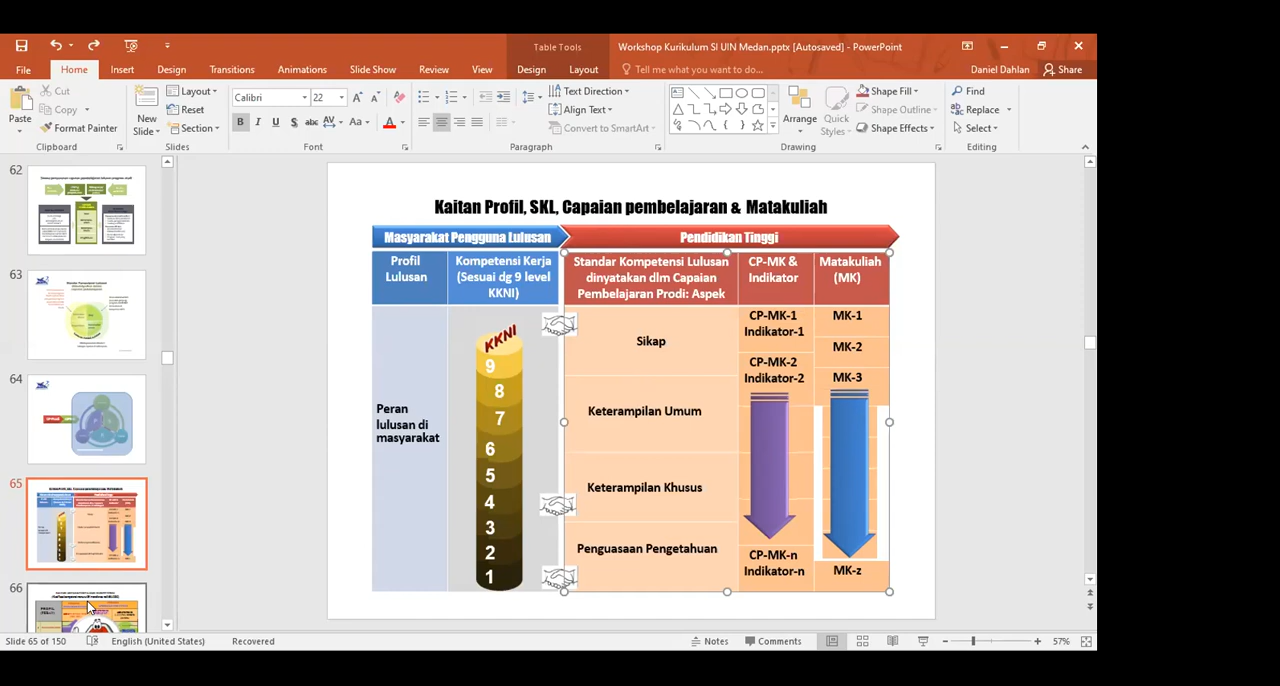 Table Tools
Workshop Kurikulum SI UIN Medan.pptx [Autosaved] - PowerPoint
File
Home
Insert
Design
Transitions
Animations
Slide Show
Review
View
Design
Layout
Tell me what you want to do...
Daniel Dahlan
Share
Paste
Cut
Copy
Format Painter
Clipboard
New
Slide
Layout
Reset
Section
Slides
Calibri
22
B I U S abc AV Aa A
Font
Text Direction
Align Text
Convert to SmartArt
Paragraph
Arrange
Quick
Styles
Shape Fill
Shape Outline
Shape Effects
Drawing
Find
Replace
Select
Editing
62
63
64
65
66
Kaitan Profil, SKL, Capaian pembelajaran & Matakuliah
Masyarakat Pengguna Lulusan
Pendidikan Tinggi
Profil
Lulusan
Kompetensi Kerja
(Sesuai dg 9 level
KKNI)
Standar Kompetensi Lulusan
dinyatakan dlm Capaian
Pembelajaran Prodi: Aspek
CP-MK &
Indikator
Matakuliah
(MK)
Peran
lulusan di
masyarakat
KKNI
9
8
7
6
5
4
3
2
1
Sikap
Keterampilan Umum
Keterampilan Khusus
Penguasaan Pengetahuan
CP-MK-1
Indikator-1
CP-MK-2
Indikator-2
CP-MK-n
Indikator-n
MK-1
MK-2
MK-3
MK-z
Slide 65 of 150
English (United States)
Recovered
Notes
Comments
57%